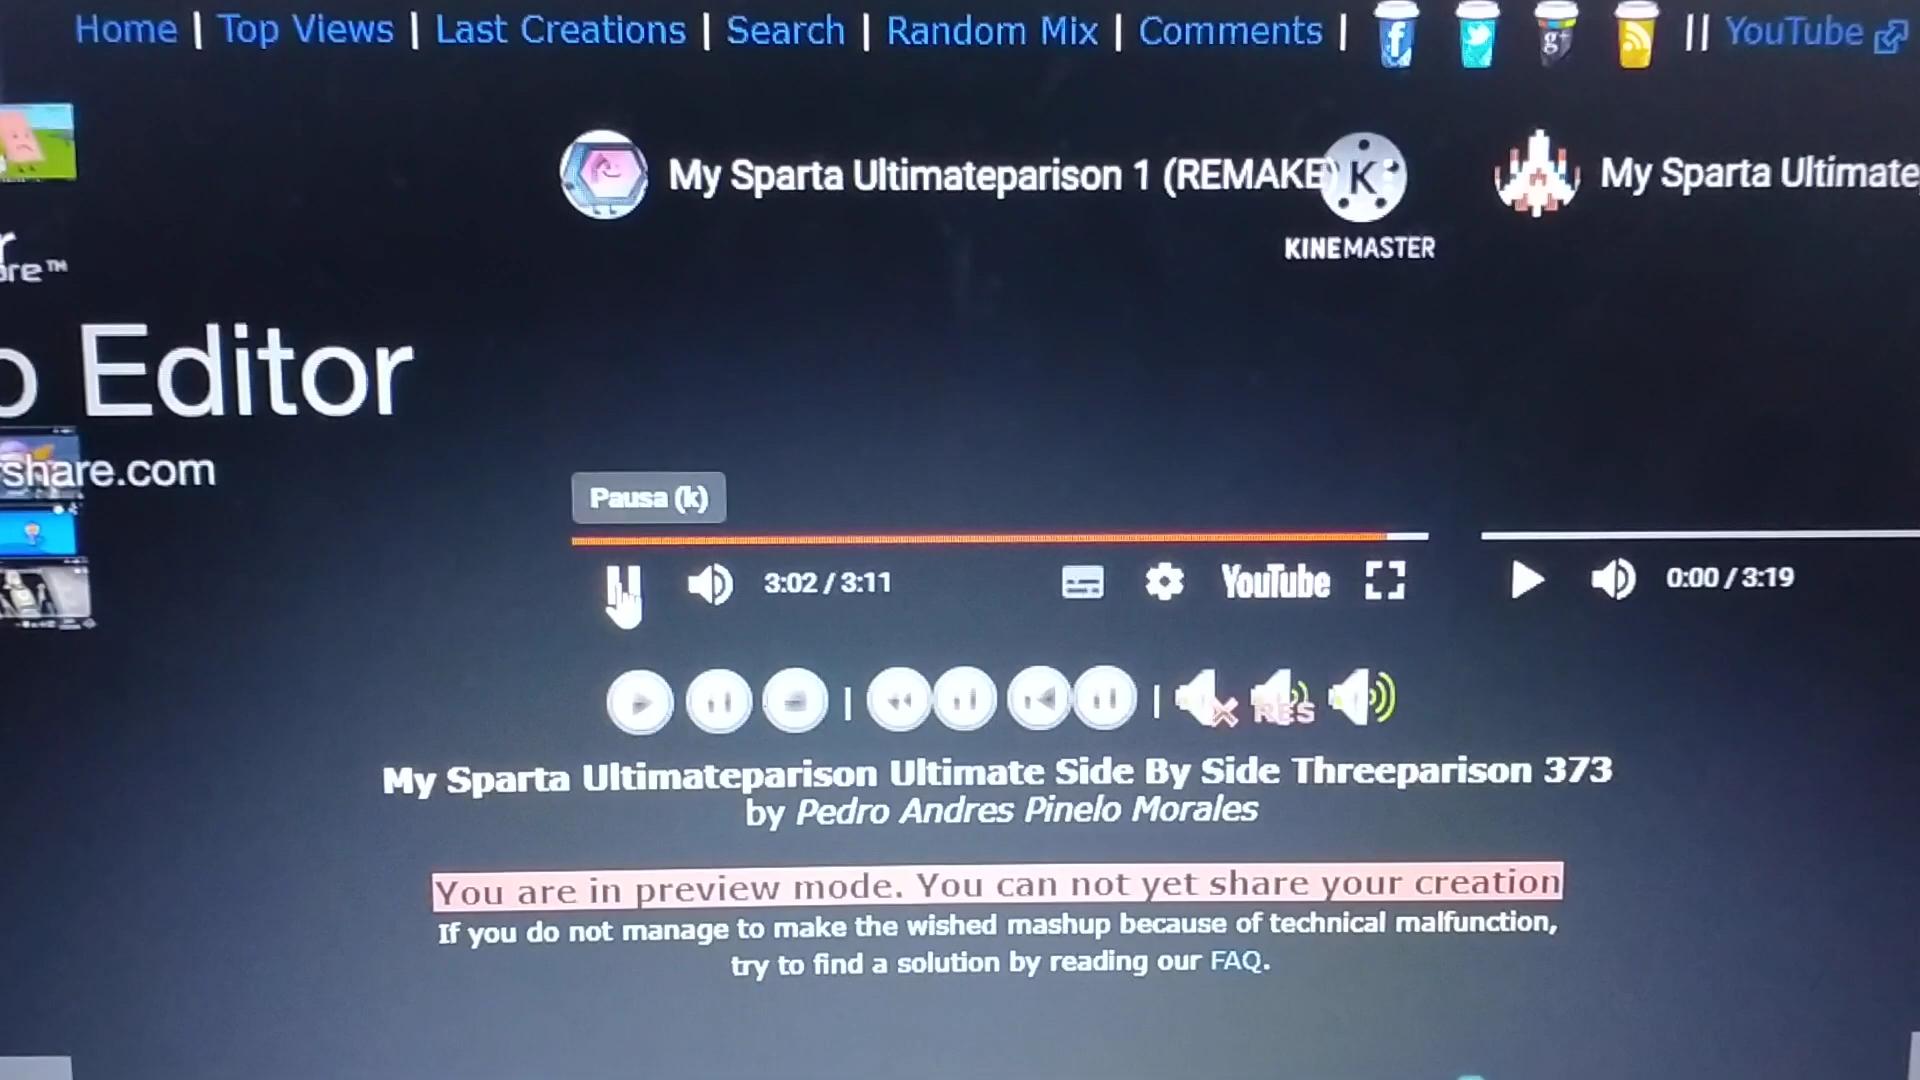 Home | Top Views | Last Creations | Search | Random Mix | Comments | f g+ || YouTube
My Sparta Ultimateparison 1 (REMAKE) K
My Sparta Ultimate
KINEMASTER
r
ore™
o Editor
share.com
Pausa (k)
3:02 / 3:11 YouTube
0:00 / 3:19
RES
My Sparta Ultimateparison Ultimate Side By Side Threeparison 373
by Pedro Andres Pinelo Morales
You are in preview mode. You can not yet share your creation
If you do not manage to make the wished mashup because of technical malfunction,
try to find a solution by reading our FAQ.